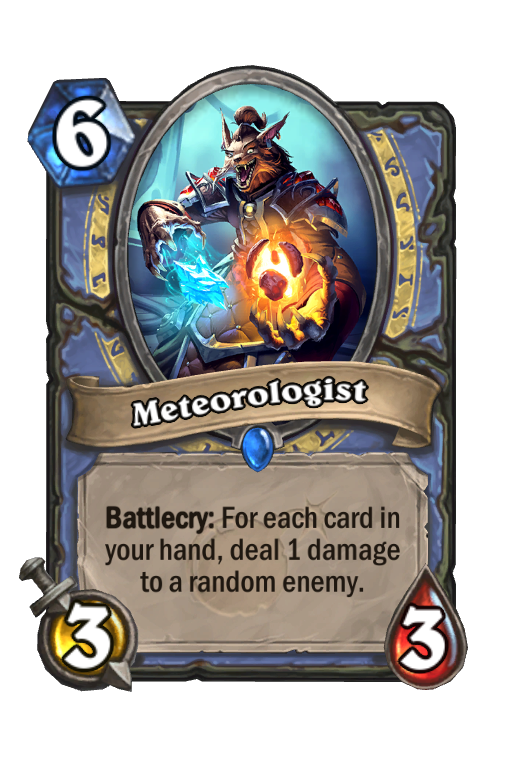 6
Meteorologist
Battlecry: For each card in
your hand, deal 1 damage
to a random enemy.
3
3